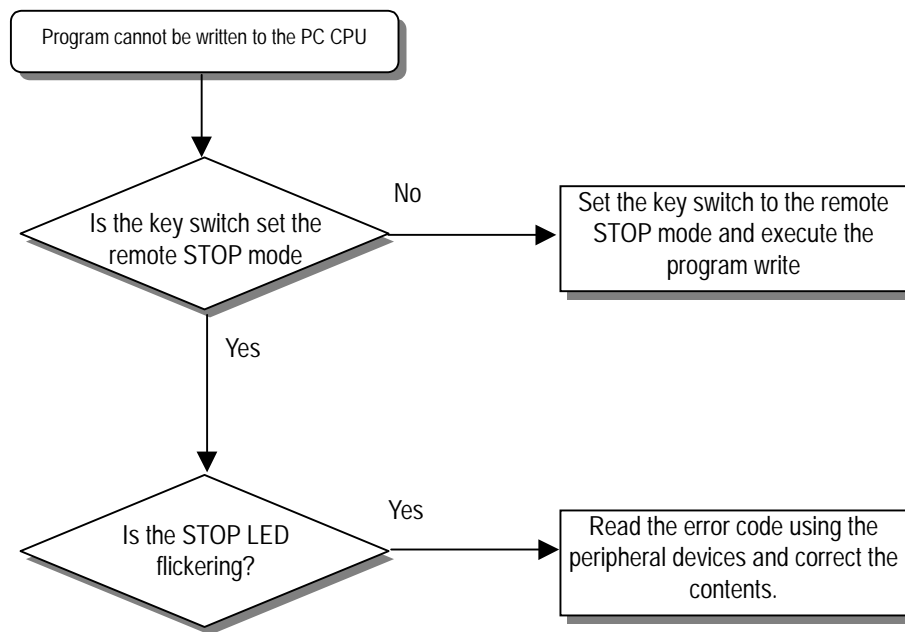 Program cannot be written to the PC CPU
Is the key switch set the
remote STOP mode
No
Set the key switch to the remote
STOP mode and execute the
program write
Yes
Is the STOP LED
flickering?
Yes
Read the error code using the
peripheral devices and correct the
contents.